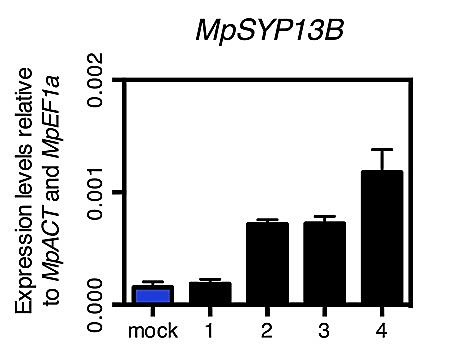 MpSYP13B
Expression levels relative
to MpACT and MpEF1a
0.002
0.001
0.000
mock 1 2 3 4